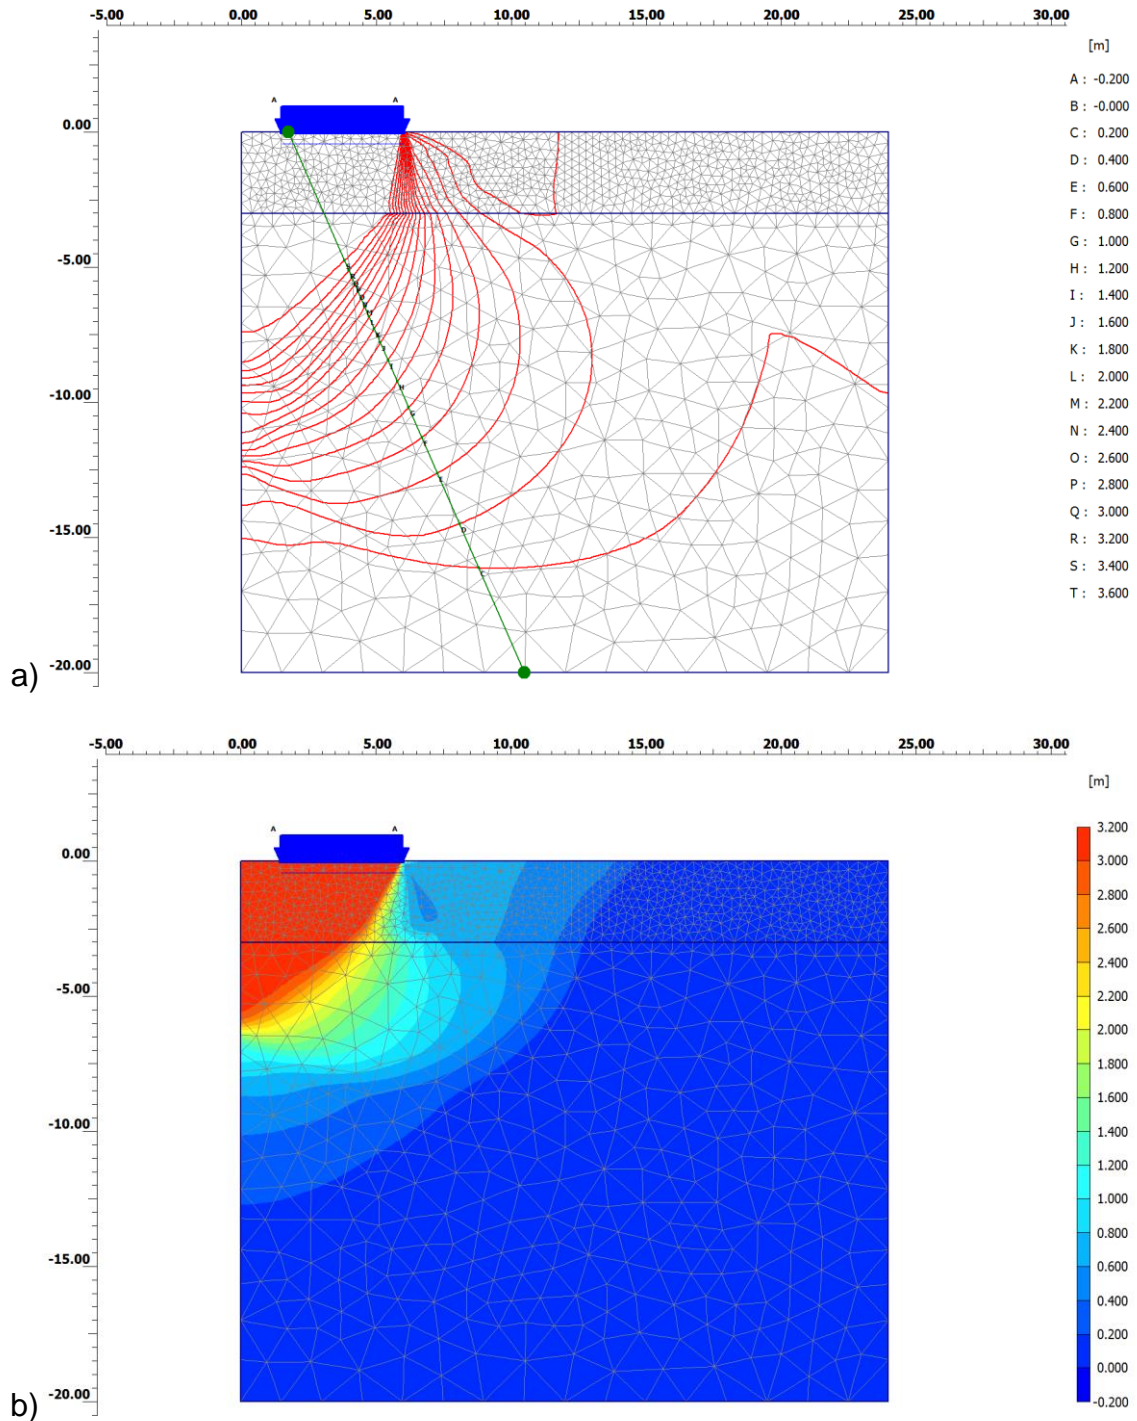 -5.00 0.00 5.00 10.00 15.00 20.00 25.00 30.00
[m]
A : -0.200
A A
B : -0.000
0.00
C : 0.200
D : 0.400
E : 0.600
F : 0.800
G : 1.000
-5.00
H : 1.200
I : 1.400
J : 1.600
K : 1.800
-10.00
L : 2.000
M : 2.200
N : 2.400
O : 2.600
P : 2.800
-15.00
Q : 3.000
R : 3.200
S : 3.400
T : 3.600
H
G
F
E
D
C
-20.00
a)
-5.00 0.00 5.00 10.00 15.00 20.00 25.00 30.00
[m]
A A
3.200
0.00
3.000
2.800
2.600
2.400
-5.00
2.200
2.000
1.800
1.600
-10.00
1.400
1.200
1.000
0.800
-15.00
0.600
0.400
0.200
0.000
-20.00
-0.200
b)